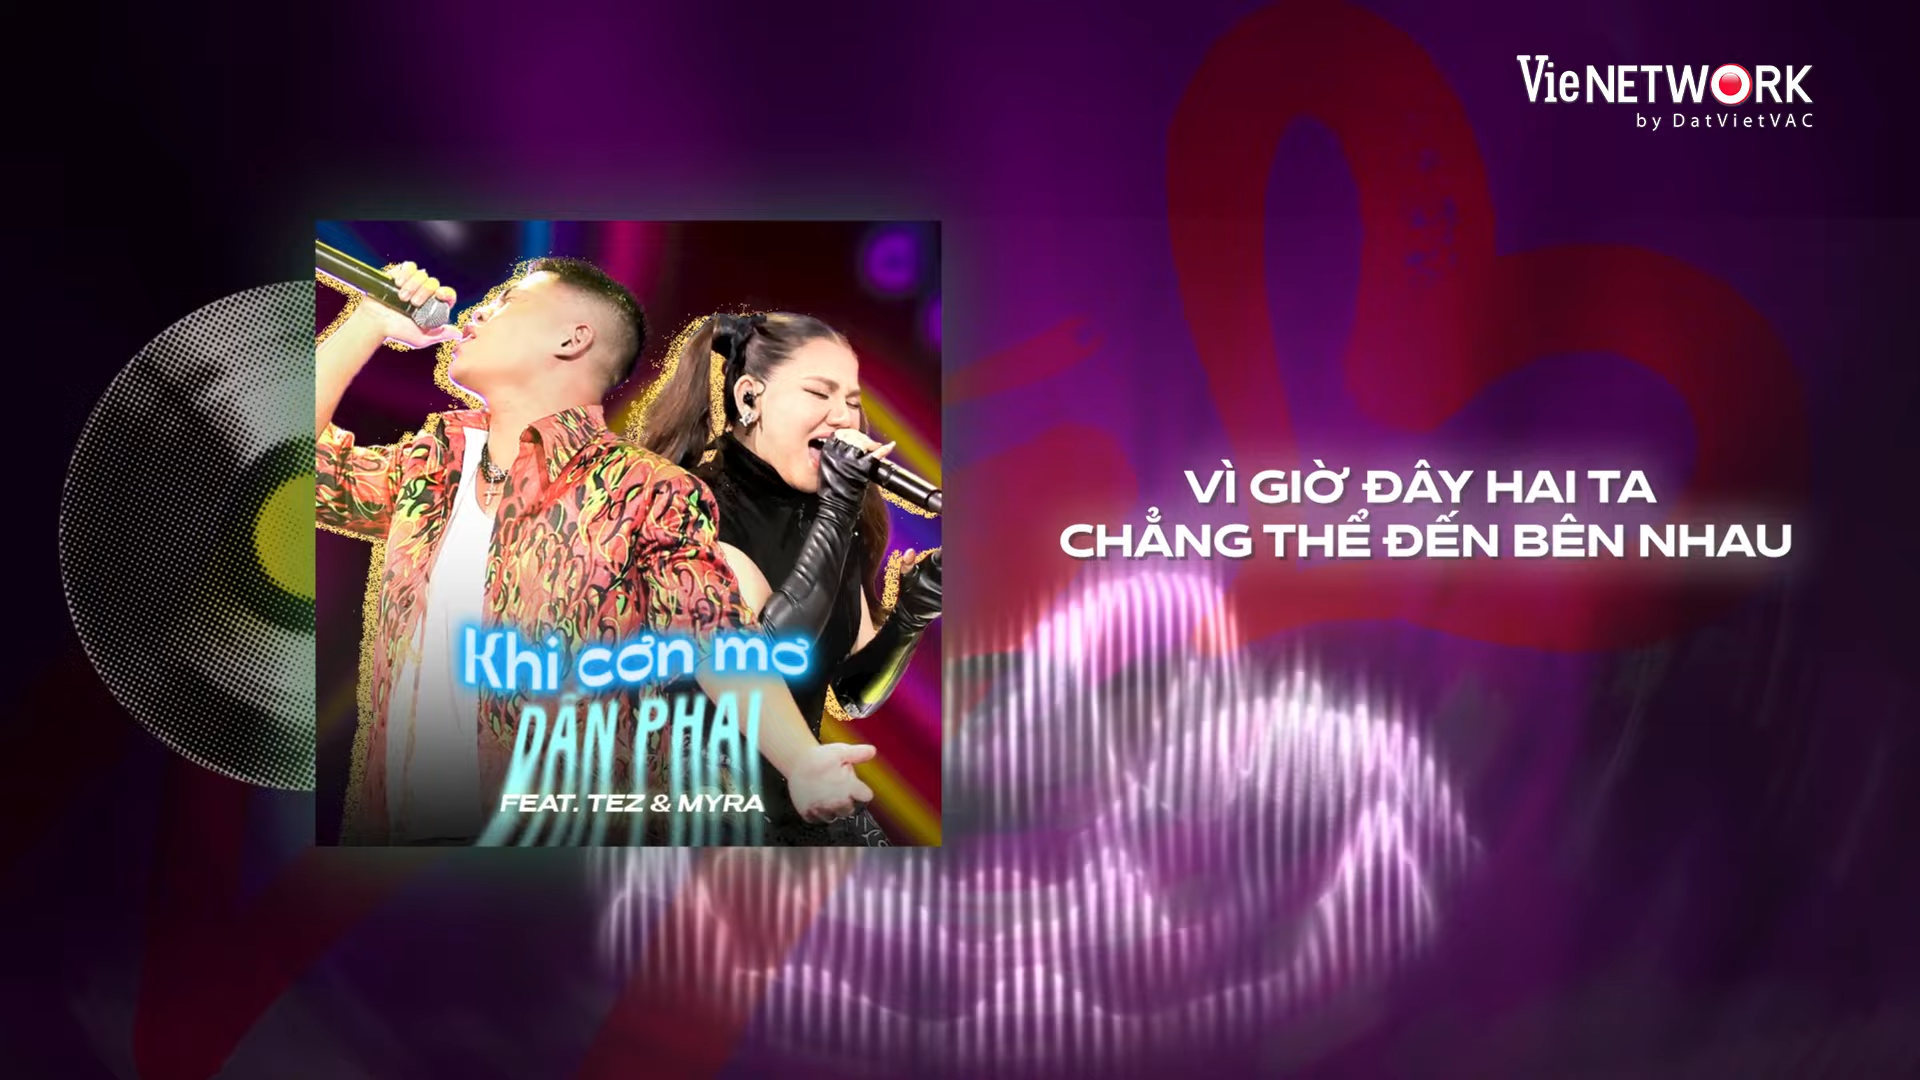 VieNETWORK
by DatVietVAC
Khi cơn mơ
DẦN PHAI
FEAT. TEZ & MYRA
VÌ GIỜ ĐÂY HAI TA
CHẲNG THỂ ĐẾN BÊN NHAU